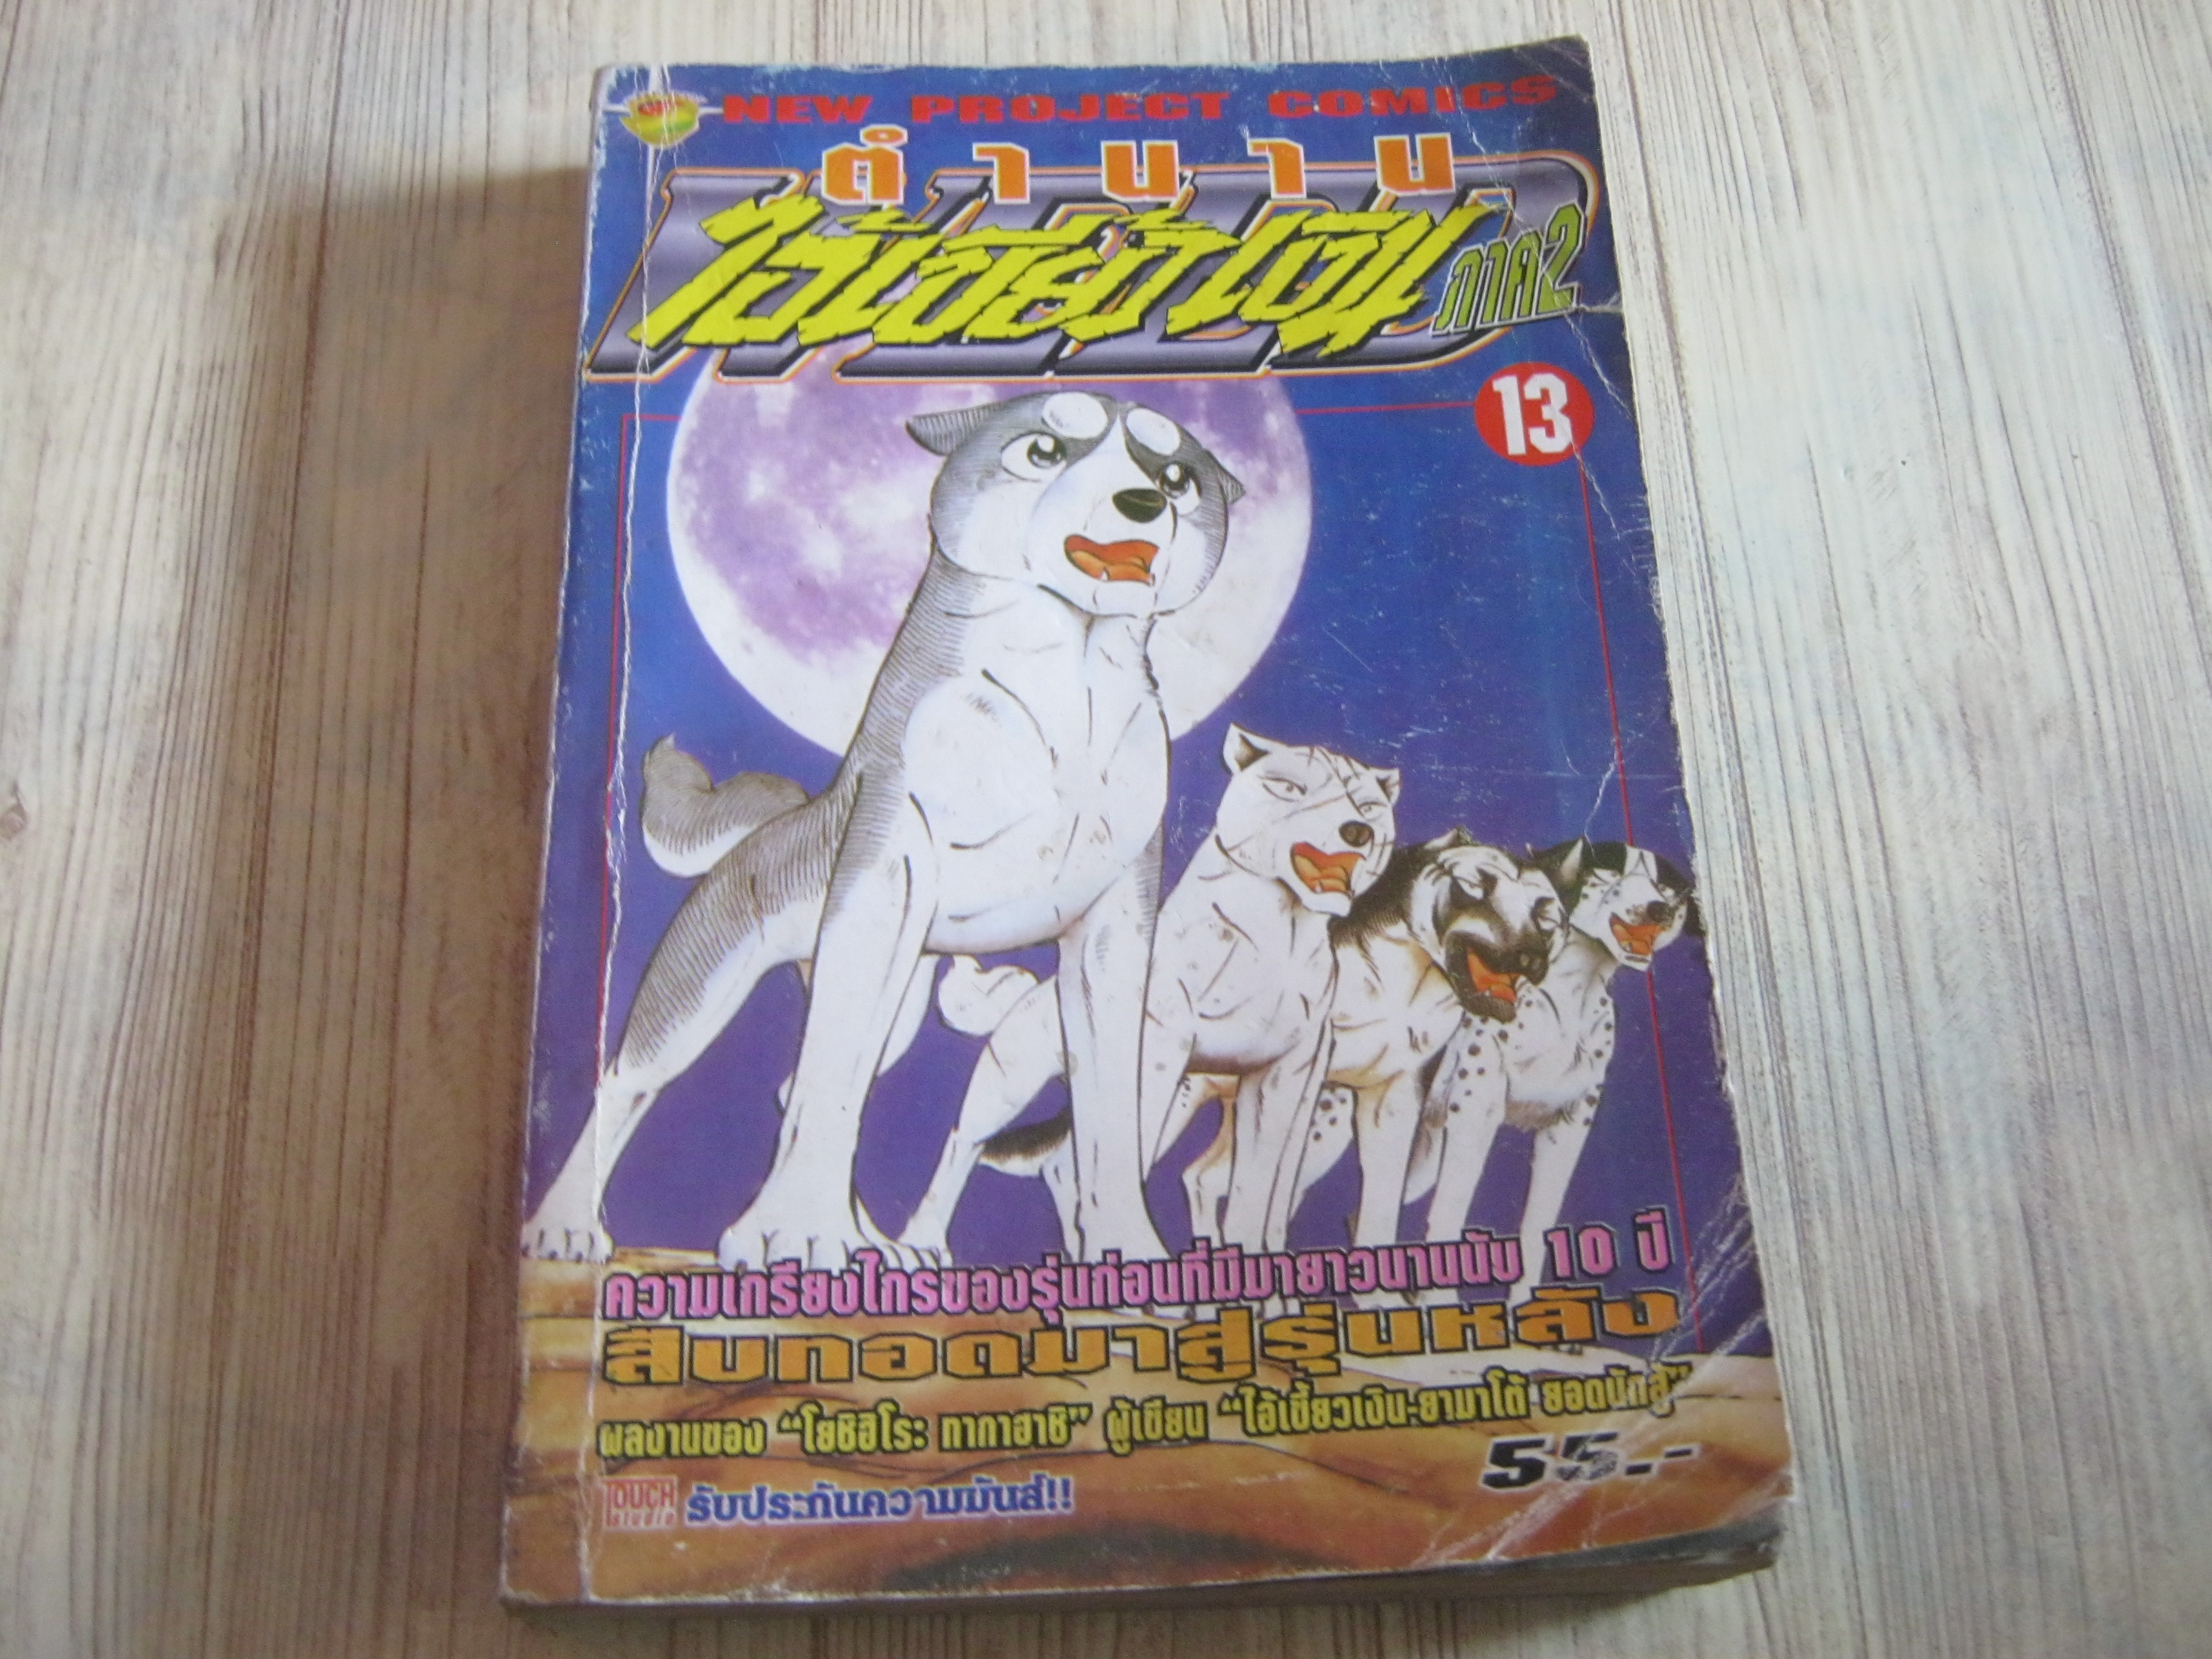 NEW PROJECT COMICS
ตำนาน
ไอ้เขี้ยวเงิน ภาค2
13
ความเกรียงไกรของรุ่นก่อนที่มีมายาวนานนับ 10 ปี
สืบทอดมาสู่รุ่นหลัง
ผลงานของ “โยชิฮิโระ ทากาฮาชิ” ผู้เขียน “ไอ้เขี้ยวเงิน-ยามาโต้ ยอดนักสู้”
55.-
TOUCH studio รับประกันความมันส์!!